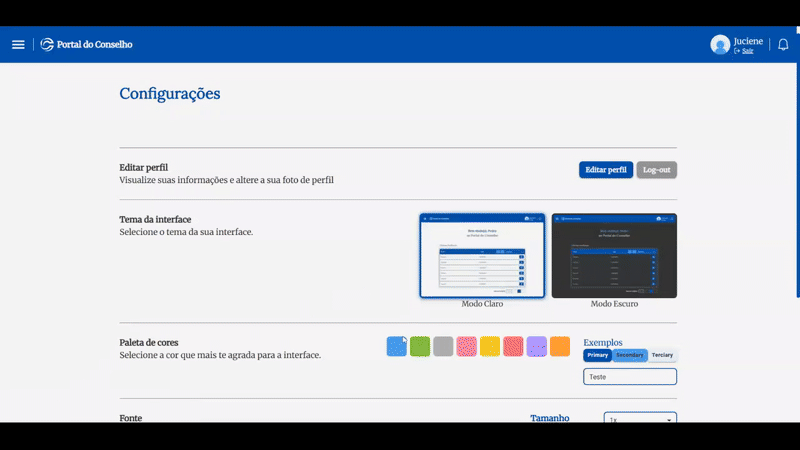 Portal do Conselho
Juciene
Sair
Configurações
Editar perfil
Visualize suas informações e altere a sua foto de perfil
Editar perfil
Log-out
Tema da interface
Selecione o tema da sua interface.
Modo Claro
Modo Escuro
Paleta de cores
Selecione a cor que mais te agrada para a interface.
Exemplos
Primary
Secondary
Terciary
Teste
Fonte
Tamanho
1x